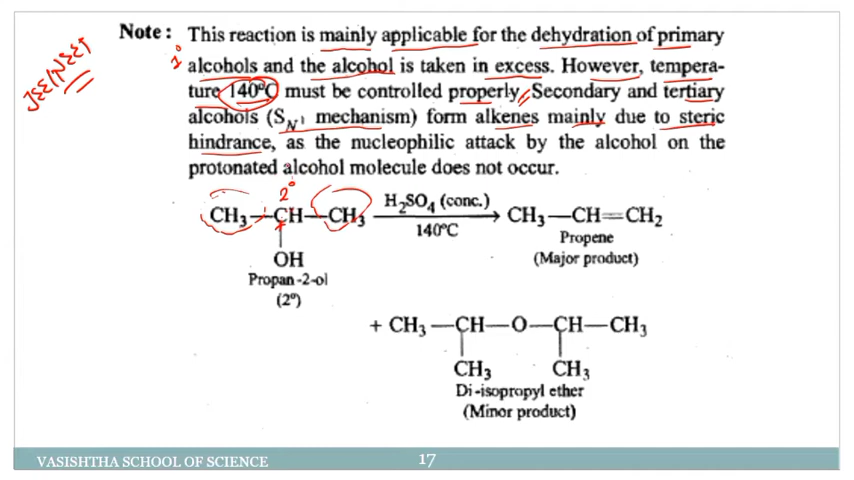 Note: This reaction is mainly applicable for the dehydration of primary
1°
alcohols and the alcohol is taken in excess. However, tempera-
JEE/NEET
ture 140°C must be controlled properly. Secondary and tertiary
alcohols (SN1 mechanism) form alkenes mainly due to steric
hindrance, as the nucleophilic attack by the alcohol on the
protonated alcohol molecule does not occur.
2°
CH3—CH—CH3 H2SO4 (conc.) 140°C → CH3—CH=CH2
OH
Propan-2-ol
(2°)
Propene
(Major product)
+ CH3—CH—O—CH—CH3
CH3 CH3
Di-isopropyl ether
(Minor product)
VASISHTHA SCHOOL OF SCIENCE 17